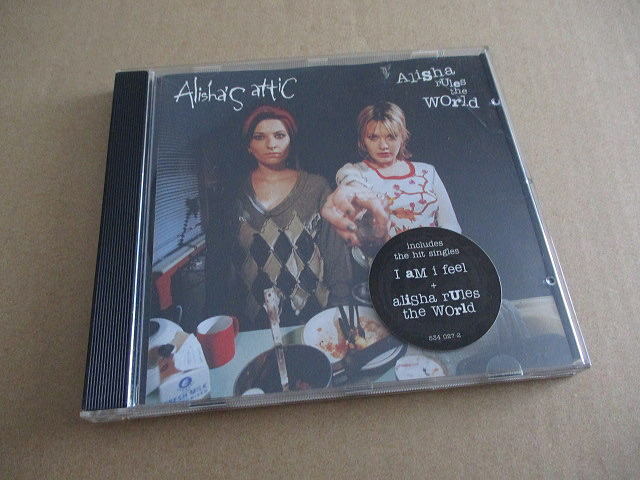 Alisha's attic
Alisha
rUles
the
WOrld
includes
the hit singles
I aM i feel
+
alisha rUles
the WOrld
534 027-2